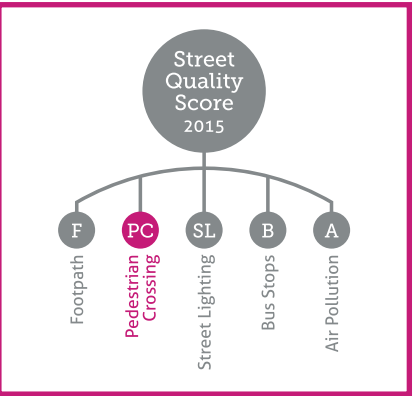 Street
Quality
Score
2015
F
PC
SL
B
A
Footpath
Pedestrian
Crossing
Street Lighting
Bus Stops
Air Pollution